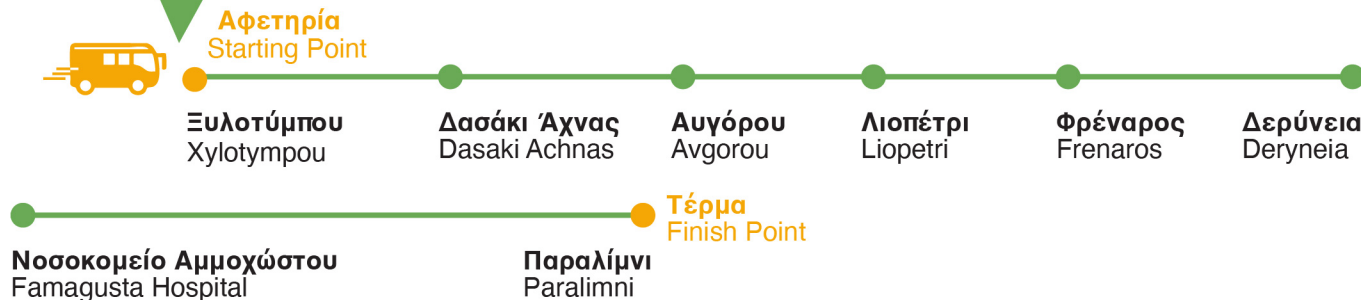 Αφετηρία
Starting Point
Ξυλοτύμπου
Xylotympou
Δασάκι Άχνας
Dasaki Achnas
Αυγόρου
Avgorou
Λιοπέτρι
Liopetri
Φρέναρος
Frenaros
Δερύνεια
Deryneia
Τέρμα
Finish Point
Νοσοκομείο Αμμοχώστου
Famagusta Hospital
Παραλίμνι
Paralimni